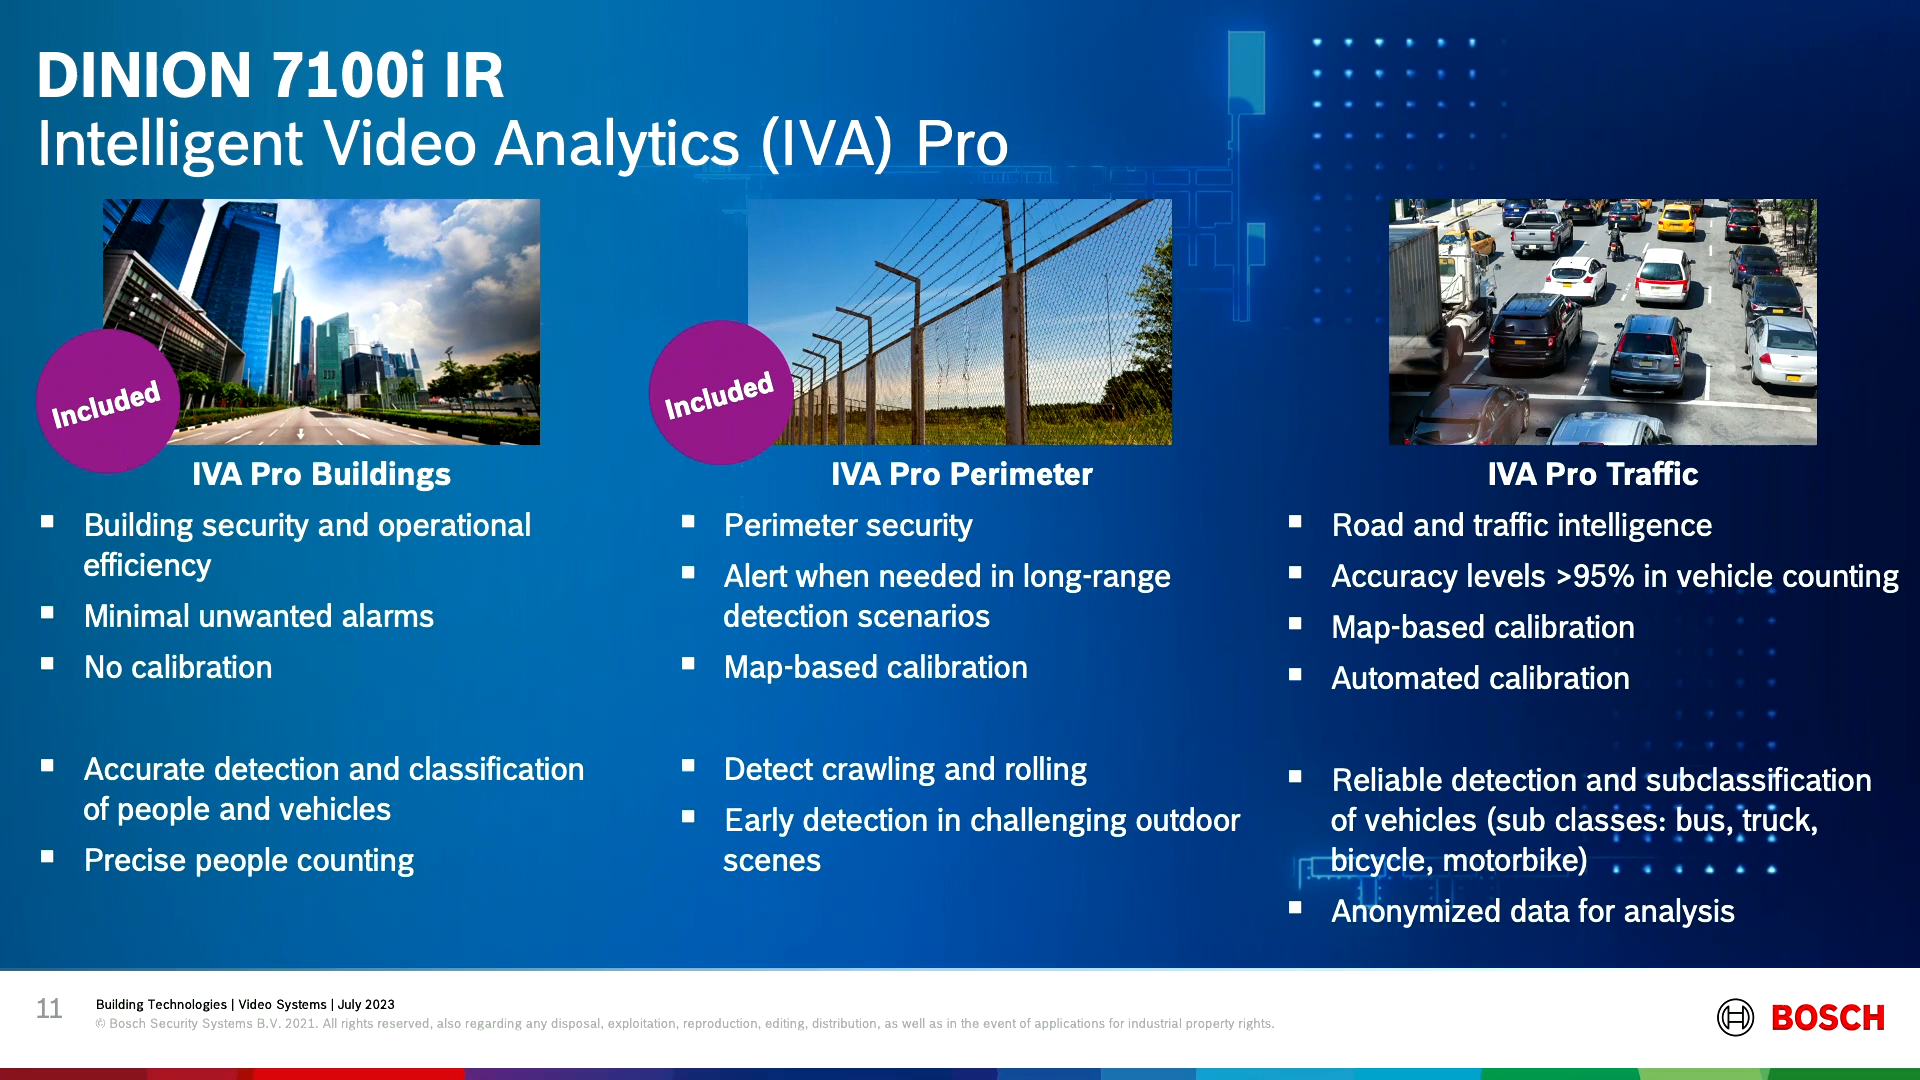 DINION 7100i IR
Intelligent Video Analytics (IVA) Pro
Included
IVA Pro Buildings
▪ Building security and operational
efficiency
▪ Minimal unwanted alarms
▪ No calibration
▪ Accurate detection and classification
of people and vehicles
▪ Precise people counting
Included
IVA Pro Perimeter
▪ Perimeter security
▪ Alert when needed in long-range
detection scenarios
▪ Map-based calibration
▪ Detect crawling and rolling
▪ Early detection in challenging outdoor
scenes
IVA Pro Traffic
▪ Road and traffic intelligence
▪ Accuracy levels >95% in vehicle counting
▪ Map-based calibration
▪ Automated calibration
▪ Reliable detection and subclassification
of vehicles (sub classes: bus, truck,
bicycle, motorbike)
▪ Anonymized data for analysis
11
Building Technologies | Video Systems | July 2023
© Bosch Security Systems B.V. 2021. All rights reserved, also regarding any disposal, exploitation, reproduction, editing, distribution, as well as in the event of applications for industrial property rights.
BOSCH